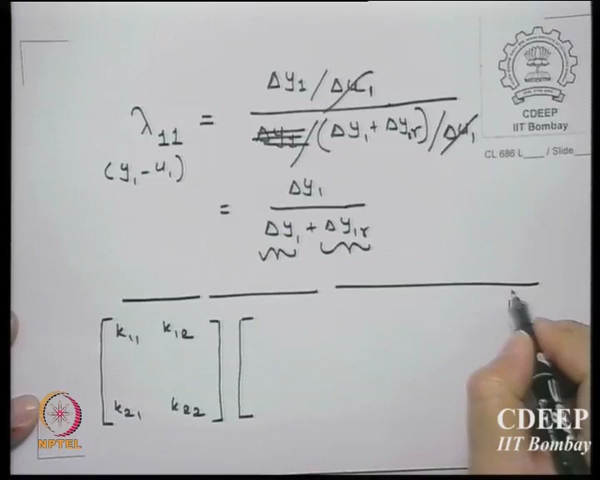 λ₁₁ = Δy₁ / Δu₁
(Δy₁ + Δy₁ᵣ) / Δu₁
(y₁ - u₁)
= Δy₁
Δy₁ + Δy₁ᵣ
[k₁₁ k₁₂
k₂₁ k₂₂] [
CDEEP
IIT Bombay
CL 686 L___ / Slide
NPTEL
CDEEP
IIT Bombay